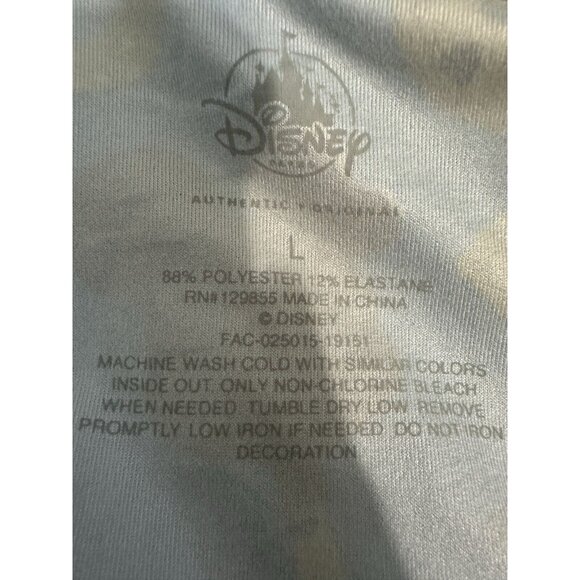 Disney
PARKS
AUTHENTIC ORIGINAL
L
88% POLYESTER 12% ELASTANE
RN# 129855 MADE IN CHINA
© DISNEY
FAC-025015-19151
MACHINE WASH COLD WITH SIMILAR COLORS
INSIDE OUT ONLY NON-CHLORINE BLEACH
WHEN NEEDED TUMBLE DRY LOW REMOVE
PROMPTLY LOW IRON IF NEEDED DO NOT IRON
DECORATION